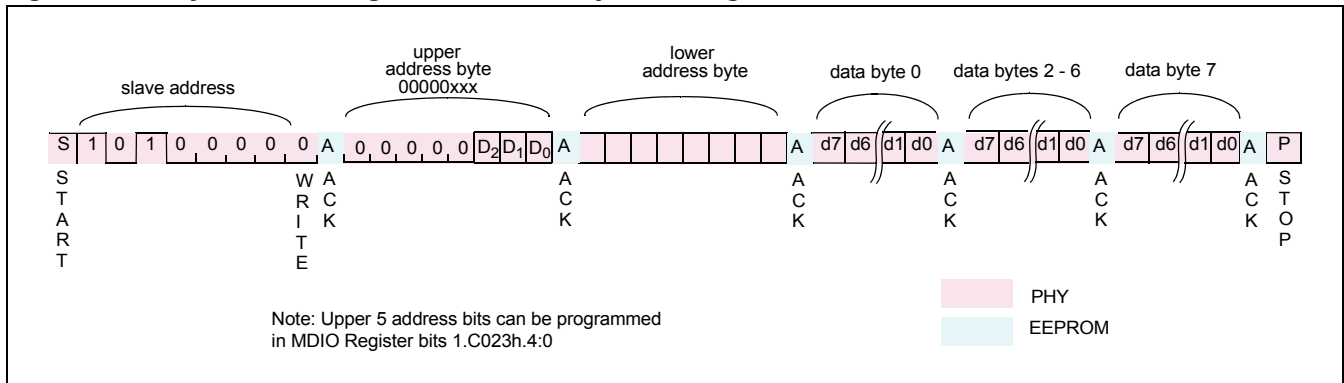 slave address
upper
address byte
00000xxx
lower
address byte
data byte 0
data bytes 2 - 6
data byte 7
S 1 0 1 0 0 0 0 0 A 0 0 0 0 0 D2 D1 D0 A A d7 d6 d1 d0 A d7 d6 d1 d0 A d7 d6 d1 d0 A P
START
WRITE
ACK
ACK
ACK
ACK
ACK
ACK
STOP
PHY
EEPROM
Note: Upper 5 address bits can be programmed
in MDIO Register bits 1.C023h.4:0